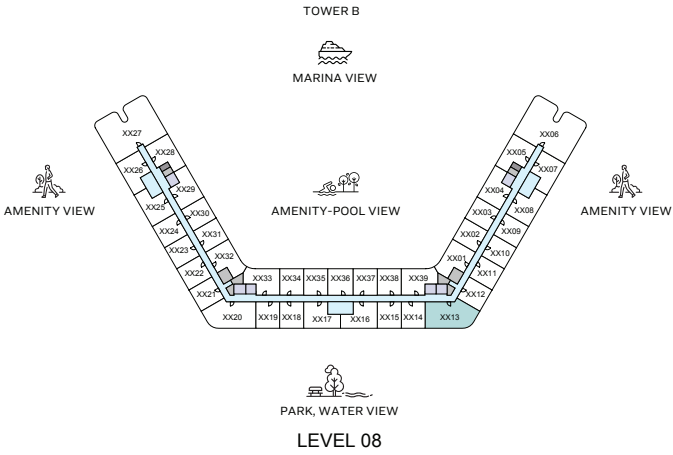 TOWER B
MARINA VIEW
XX27
XX06
XX28
XX05
XX26
XX07
XX29
XX04
AMENITY VIEW
AMENITY-POOL VIEW
AMENITY VIEW
XX25
XX30
XX03
XX08
XX24
XX31
XX02
XX09
XX23
XX32
XX01
XX10
XX22
XX33
XX34
XX35
XX36
XX37
XX38
XX39
XX11
XX21
XX12
XX20
XX19
XX18
XX17
XX16
XX15
XX14
XX13
PARK, WATER VIEW
LEVEL 08